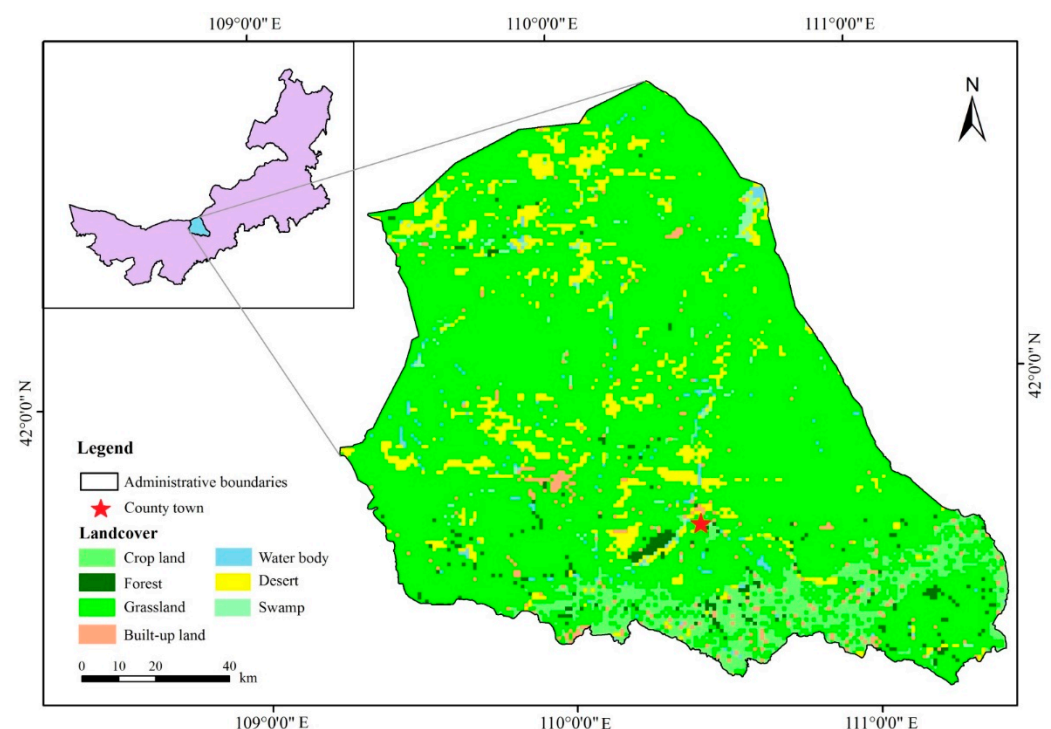 109°0'0" E
110°0'0" E
111°0'0" E
N
42°0'0" N
42°0'0" N
Legend
Administrative boundaries
County town
Landcover
Crop land
Water body
Forest
Desert
Grassland
Swamp
Built-up land
0 10 20 40
km
109°0'0" E
110°0'0" E
111°0'0" E